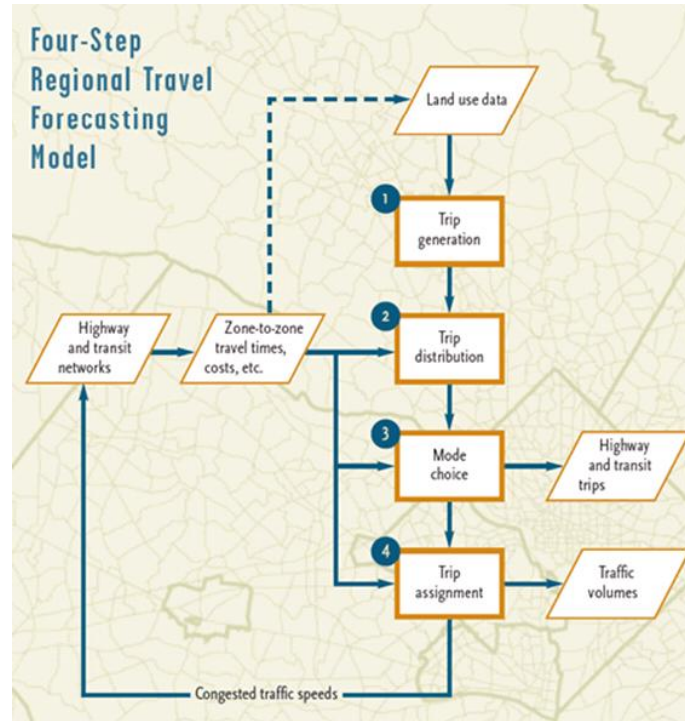 Four-Step
Regional Travel
Forecasting
Model
Land use data
1
Trip
generation
2
Trip
distribution
Highway
and transit
networks
Zone-to-zone
travel times,
costs, etc.
3
Mode
choice
Highway
and transit
trips
4
Trip
assignment
Traffic
volumes
Congested traffic speeds